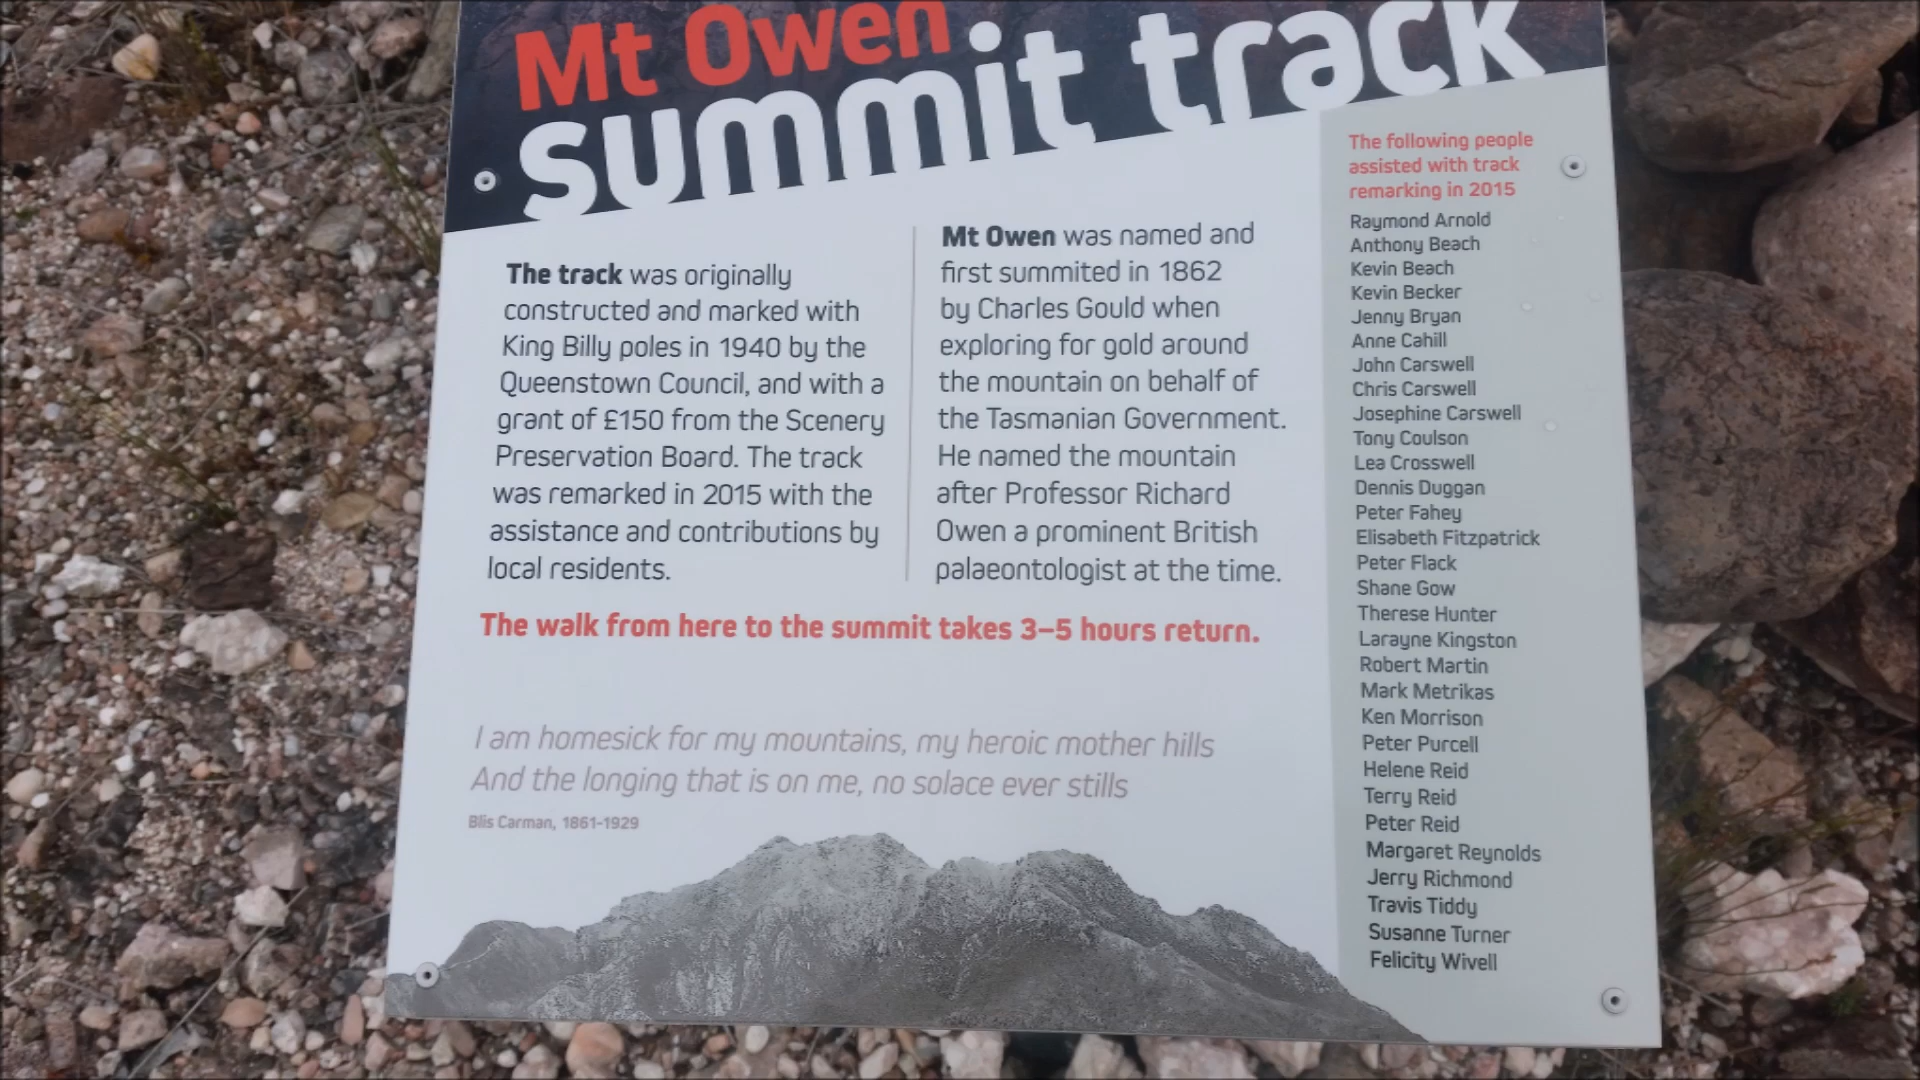 Mt Owen
summit track
The track was originally
constructed and marked with
King Billy poles in 1940 by the
Queenstown Council, and with a
grant of £150 from the Scenery
Preservation Board. The track
was remarked in 2015 with the
assistance and contributions by
local residents.
Mt Owen was named and
first summited in 1862
by Charles Gould when
exploring for gold around
the mountain on behalf of
the Tasmanian Government.
He named the mountain
after Professor Richard
Owen a prominent British
palaeontologist at the time.
The walk from here to the summit takes 3–5 hours return.
I am homesick for my mountains, my heroic mother hills
And the longing that is on me, no solace ever stills
Blis Carman, 1861-1929
The following people
assisted with track
remarking in 2015
Raymond Arnold
Anthony Beach
Kevin Beach
Kevin Becker
Jenny Bryan
Anne Cahill
John Carswell
Chris Carswell
Josephine Carswell
Tony Coulson
Lea Crosswell
Dennis Duggan
Peter Fahey
Elisabeth Fitzpatrick
Peter Flack
Shane Gow
Therese Hunter
Larayne Kingston
Robert Martin
Mark Metrikas
Ken Morrison
Peter Purcell
Helene Reid
Terry Reid
Peter Reid
Margaret Reynolds
Jerry Richmond
Travis Tiddy
Susanne Turner
Felicity Wivell